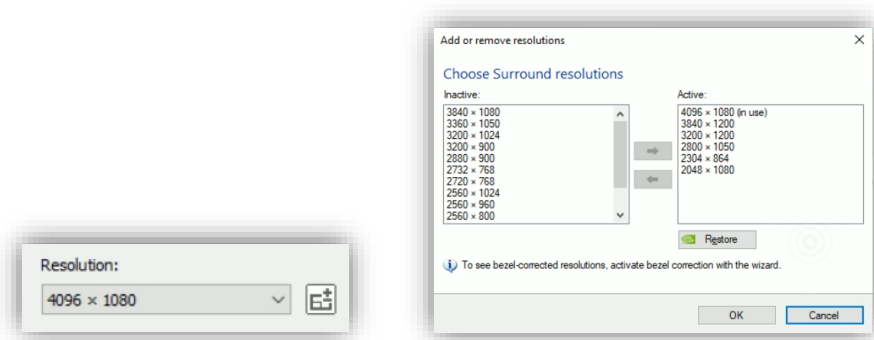 Resolution:
4096 × 1080
Add or remove resolutions
Choose Surround resolutions
Inactive:
3840 × 1080
3360 × 1050
3200 × 1024
3200 × 900
2880 × 900
2732 × 768
2720 × 768
2560 × 1024
2560 × 960
2560 × 800
Active:
4096 × 1080 (in use)
3840 × 1200
3200 × 1200
2800 × 1050
2304 × 864
2048 × 1080
Restore
To see bezel-corrected resolutions, activate bezel correction with the wizard.
OK
Cancel